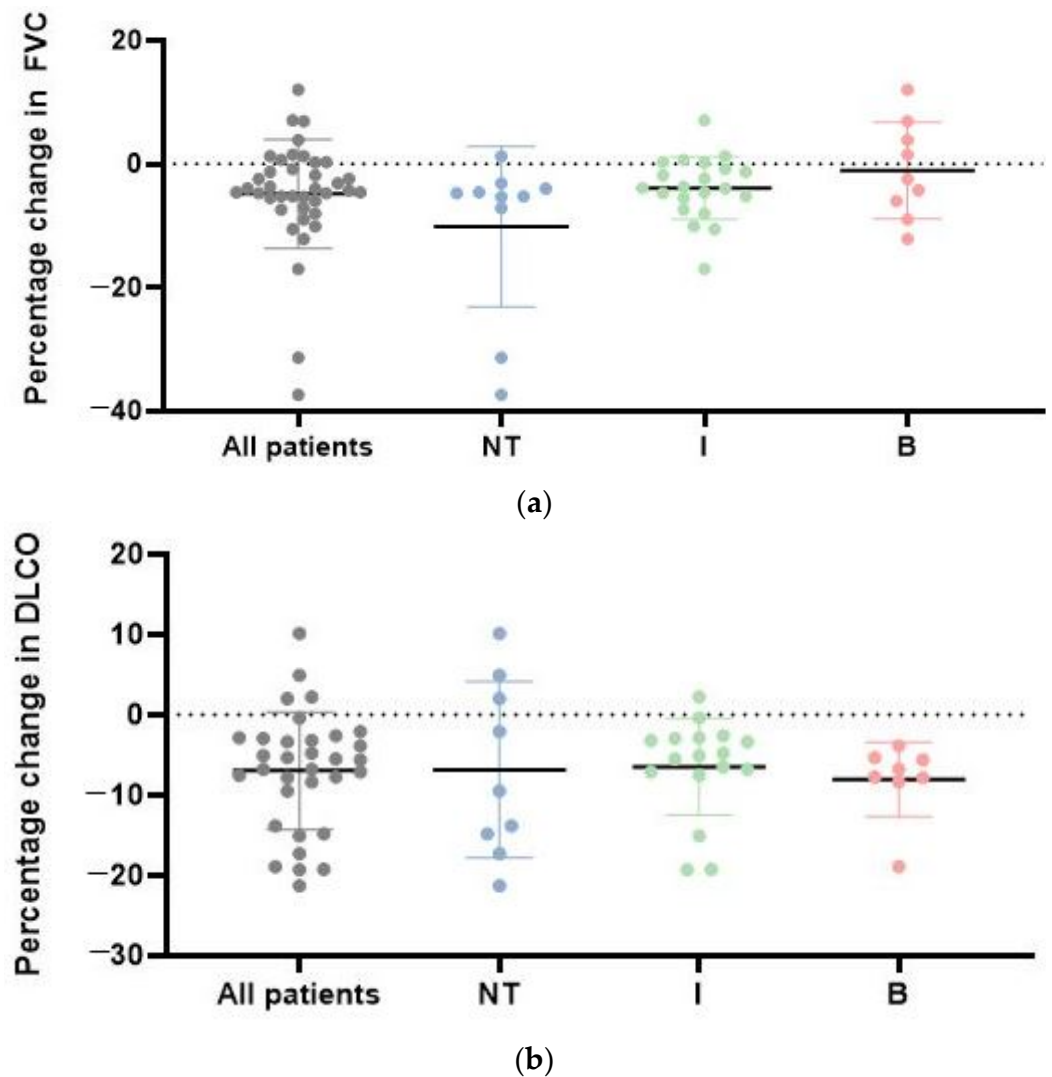 Percentage change in FVC
20
0
−20
−40
All patients NT I B
(a)
Percentage change in DLCO
20
10
0
−10
−20
−30
All patients NT I B
(b)